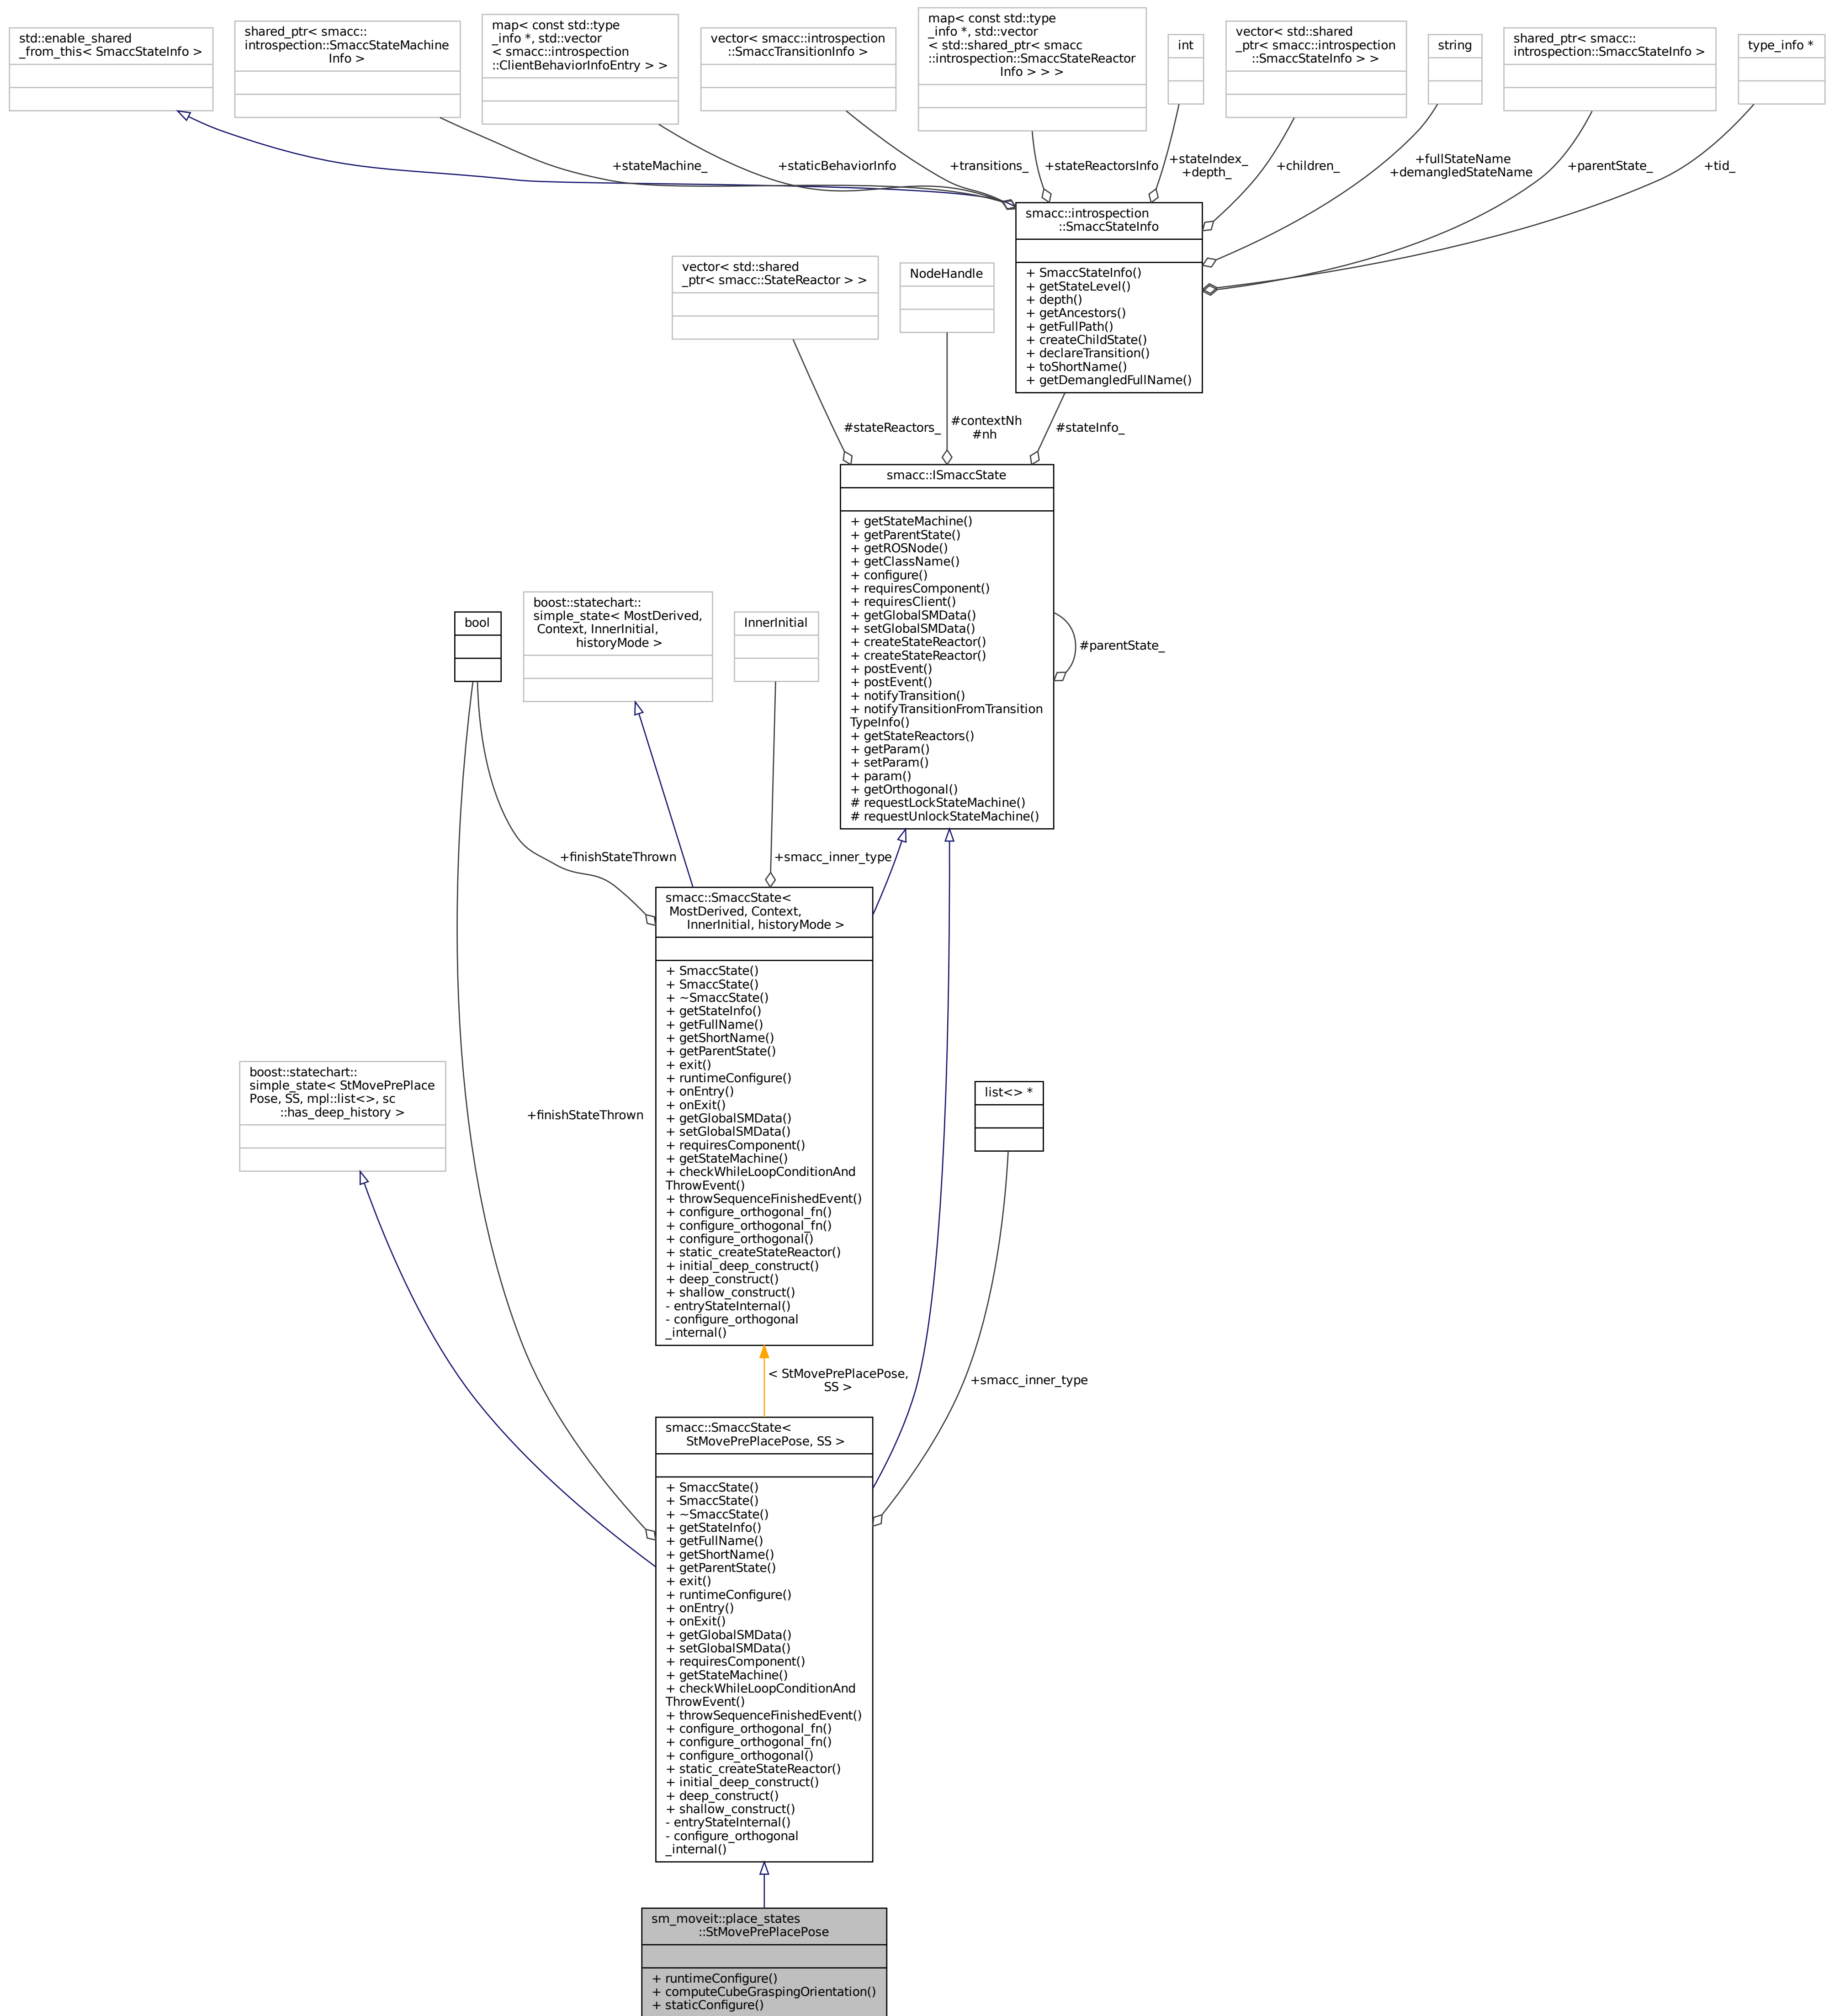 std::enable_shared
_from_this< SmaccStateInfo >
shared_ptr< smacc::
introspection::SmaccStateMachine
Info >
map< const std::type
_info *, std::vector
< smacc::introspection
::ClientBehaviorInfoEntry > >
vector< smacc::introspection
::SmaccTransitionInfo >
map< const std::type
_info *, std::vector
< std::shared_ptr< smacc
::introspection::SmaccStateReactor
Info > > >
int
vector< std::shared
_ptr< smacc::introspection
::SmaccStateInfo > >
string
shared_ptr< smacc::
introspection::SmaccStateInfo >
type_info *
+stateMachine_
+staticBehaviorInfo
+transitions_
+stateReactorsInfo
+stateIndex_
+depth_
+children_
+fullStateName
+demangledStateName
+parentState_
+tid_
smacc::introspection
::SmaccStateInfo
+ SmaccStateInfo()
+ getStateLevel()
+ depth()
+ getAncestors()
+ getFullPath()
+ createChildState()
+ declareTransition()
+ toShortName()
+ getDemangledFullName()
vector< std::shared
_ptr< smacc::StateReactor > >
NodeHandle
#stateReactors_
#contextNh
#nh
#stateInfo_
smacc::ISmaccState
+ getStateMachine()
+ getParentState()
+ getROSNode()
+ getClassName()
+ configure()
+ requiresComponent()
+ requiresClient()
+ getGlobalSMData()
+ setGlobalSMData()
+ createStateReactor()
+ createStateReactor()
+ postEvent()
+ postEvent()
+ notifyTransition()
+ notifyTransitionFromTransition
TypeInfo()
+ getStateReactors()
+ getParam()
+ setParam()
+ param()
+ getOrthogonal()
# requestLockStateMachine()
# requestUnlockStateMachine()
#parentState_
bool
boost::statechart::
simple_state< MostDerived,
Context, InnerInitial,
historyMode >
InnerInitial
+finishStateThrown
+smacc_inner_type
smacc::SmaccState<
MostDerived, Context,
InnerInitial, historyMode >
+ SmaccState()
+ SmaccState()
+ ~SmaccState()
+ getStateInfo()
+ getFullName()
+ getShortName()
+ getParentState()
+ exit()
+ runtimeConfigure()
+ onEntry()
+ onExit()
+ getGlobalSMData()
+ setGlobalSMData()
+ requiresComponent()
+ getStateMachine()
+ checkWhileLoopConditionAnd
ThrowEvent()
+ throwSequenceFinishedEvent()
+ configure_orthogonal_fn()
+ configure_orthogonal_fn()
+ configure_orthogonal()
+ static_createStateReactor()
+ initial_deep_construct()
+ deep_construct()
+ shallow_construct()
- entryStateInternal()
- configure_orthogonal
_internal()
boost::statechart::
simple_state< StMovePrePlace
Pose, SS, mpl::list<>, sc
::has_deep_history >
+finishStateThrown
list<> *
< StMovePrePlacePose,
SS >
+smacc_inner_type
smacc::SmaccState<
StMovePrePlacePose, SS >
+ SmaccState()
+ SmaccState()
+ ~SmaccState()
+ getStateInfo()
+ getFullName()
+ getShortName()
+ getParentState()
+ exit()
+ runtimeConfigure()
+ onEntry()
+ onExit()
+ getGlobalSMData()
+ setGlobalSMData()
+ requiresComponent()
+ getStateMachine()
+ checkWhileLoopConditionAnd
ThrowEvent()
+ throwSequenceFinishedEvent()
+ configure_orthogonal_fn()
+ configure_orthogonal_fn()
+ configure_orthogonal()
+ static_createStateReactor()
+ initial_deep_construct()
+ deep_construct()
+ shallow_construct()
- entryStateInternal()
- configure_orthogonal
_internal()
sm_moveit::place_states
::StMovePrePlacePose
+ runtimeConfigure()
+ computeCubeGraspingOrientation()
+ staticConfigure()